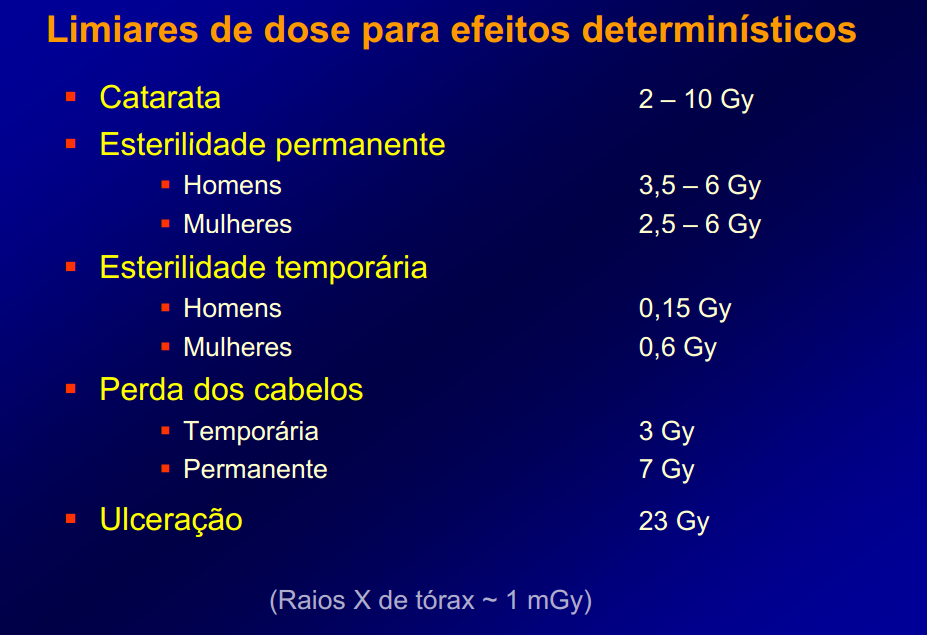 Limiares de dose para efeitos determinísticos
Catarata 2 – 10 Gy
Esterilidade permanente
Homens 3,5 – 6 Gy
Mulheres 2,5 – 6 Gy
Esterilidade temporária
Homens 0,15 Gy
Mulheres 0,6 Gy
Perda dos cabelos
Temporária 3 Gy
Permanente 7 Gy
Ulceração 23 Gy
(Raios X de tórax ~ 1 mGy)